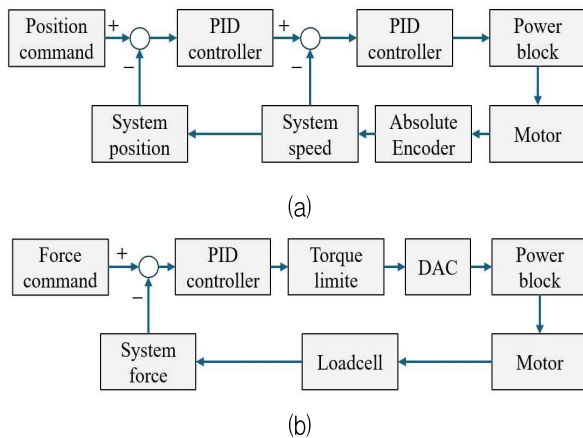 Position
command
+
−
PID
controller
+
−
PID
controller
Power
block
System
position
System
speed
Absolute
Encoder
Motor
(a)
Force
command
+
−
PID
controller
Torque
limite
DAC
Power
block
System
force
Loadcell
Motor
(b)